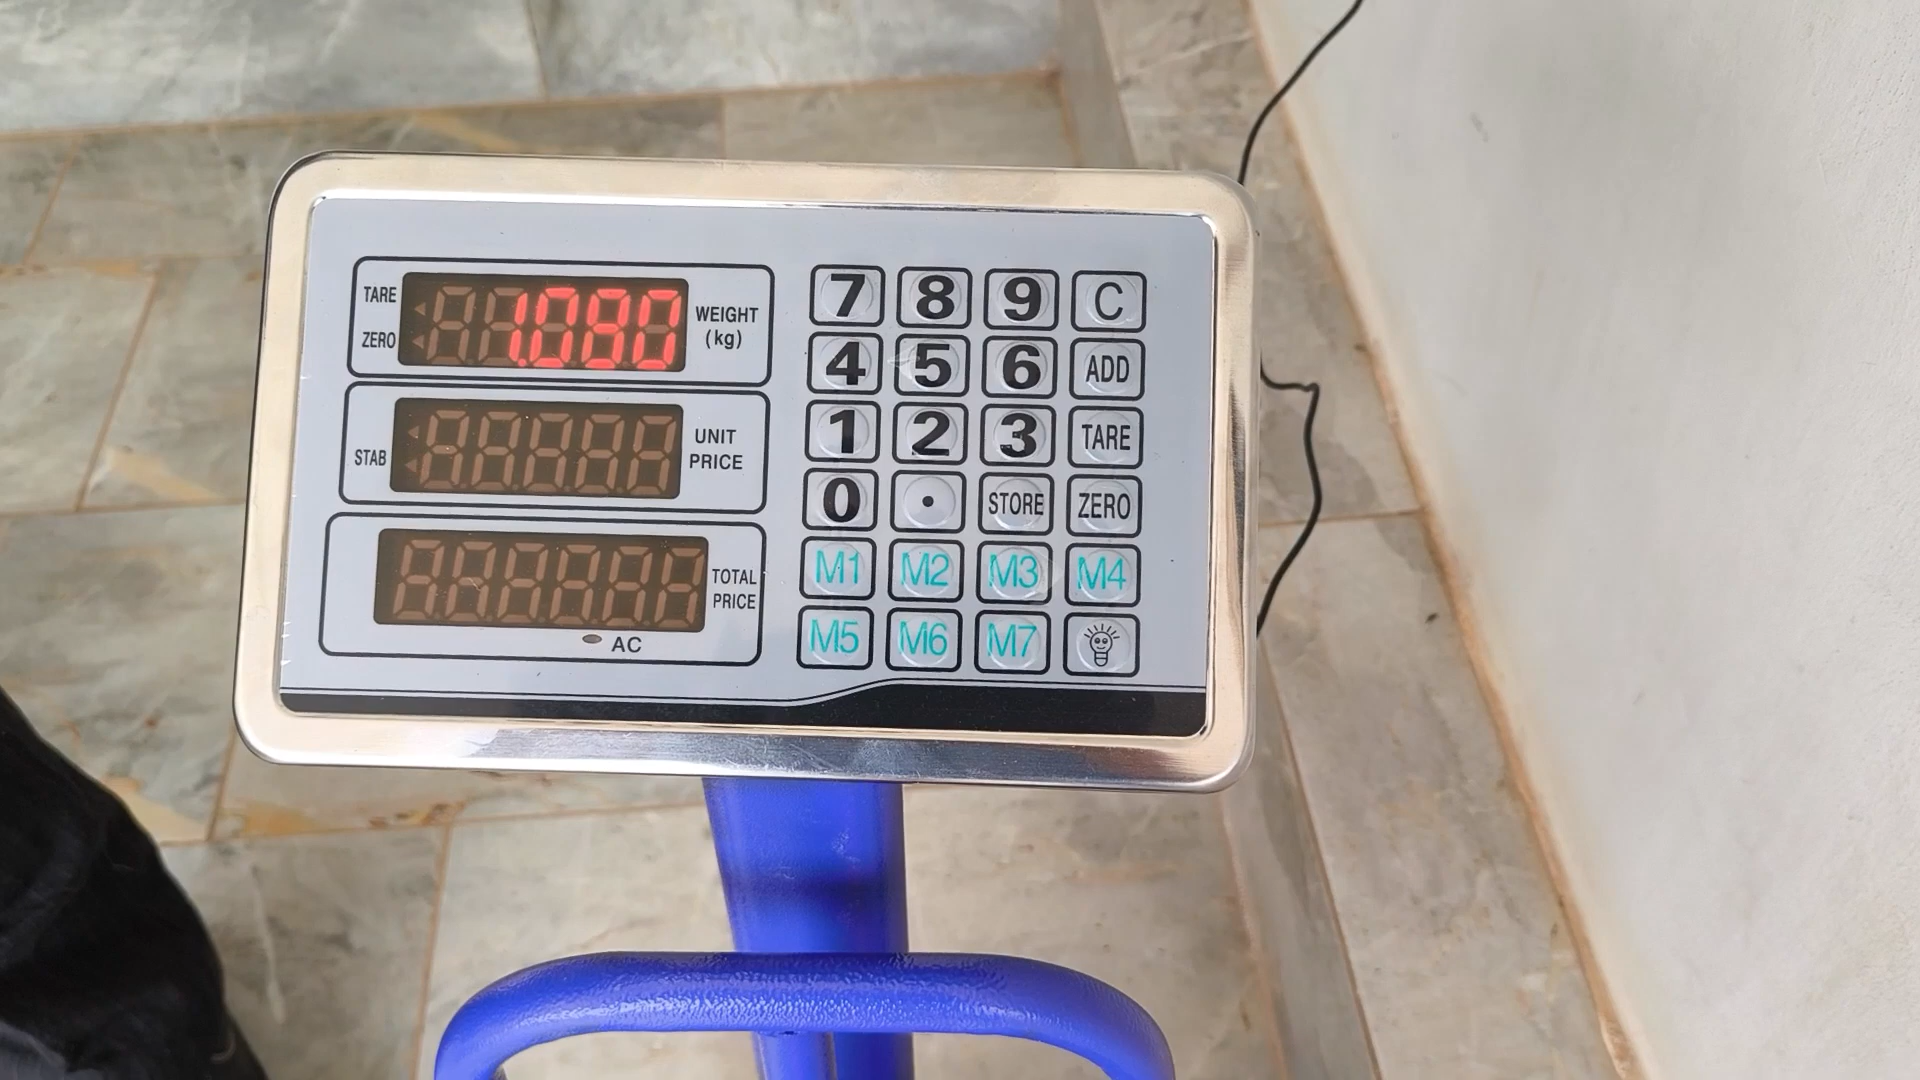 TARE
ZERO
1.090
WEIGHT
(kg)
STAB
UNIT
PRICE
TOTAL
PRICE
AC
7 8 9 C
4 5 6 ADD
1 2 3 TARE
0 . STORE ZERO
M1 M2 M3 M4
M5 M6 M7